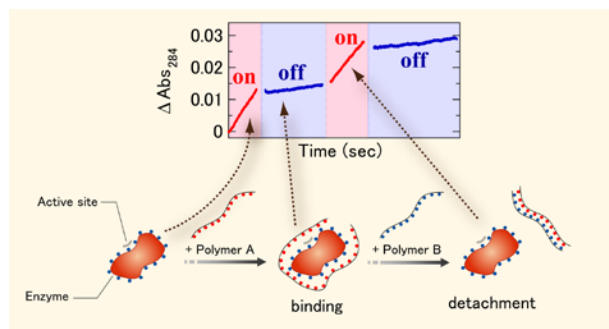 Δ Abs284
0.03
0.02
0.01
0
on
off
on
off
Time (sec)
Active site
Enzyme
+ Polymer A
binding
+ Polymer B
detachment